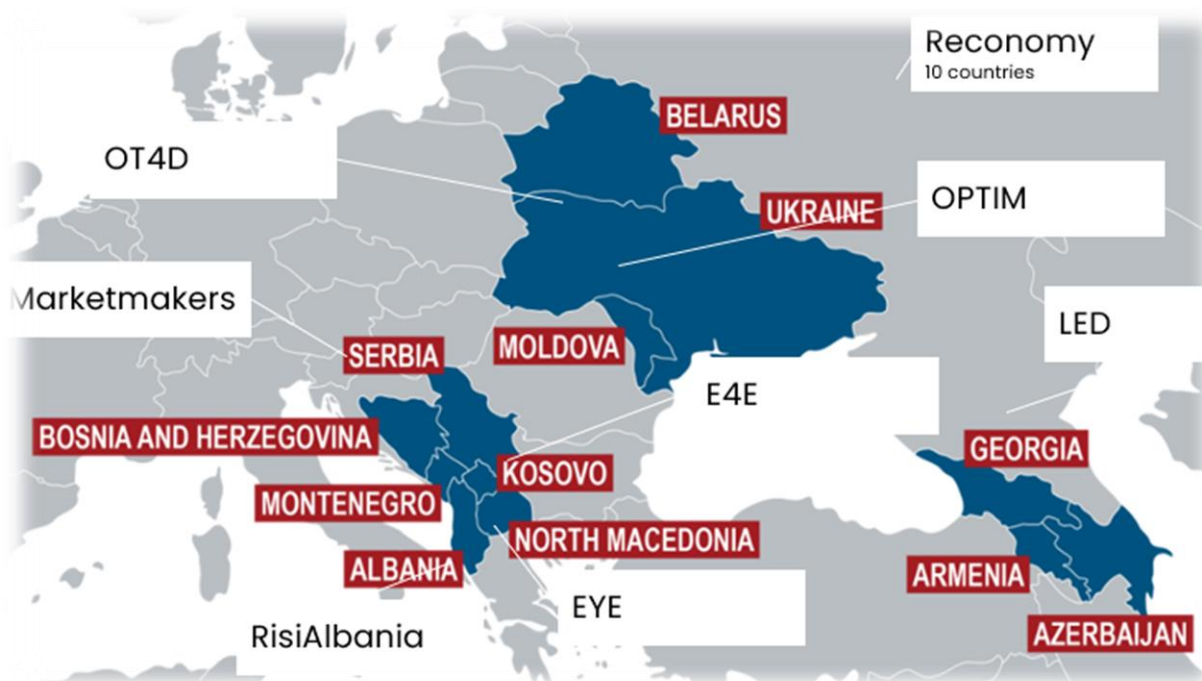 Reconomy
10 countries
BELARUS
OT4D
OPTIM
UKRAINE
Marketmakers
LED
SERBIA
MOLDOVA
E4E
BOSNIA AND HERZEGOVINA
GEORGIA
KOSOVO
MONTENEGRO
NORTH MACEDONIA
ALBANIA
ARMENIA
EYE
RisiAlbania
AZERBAIJAN